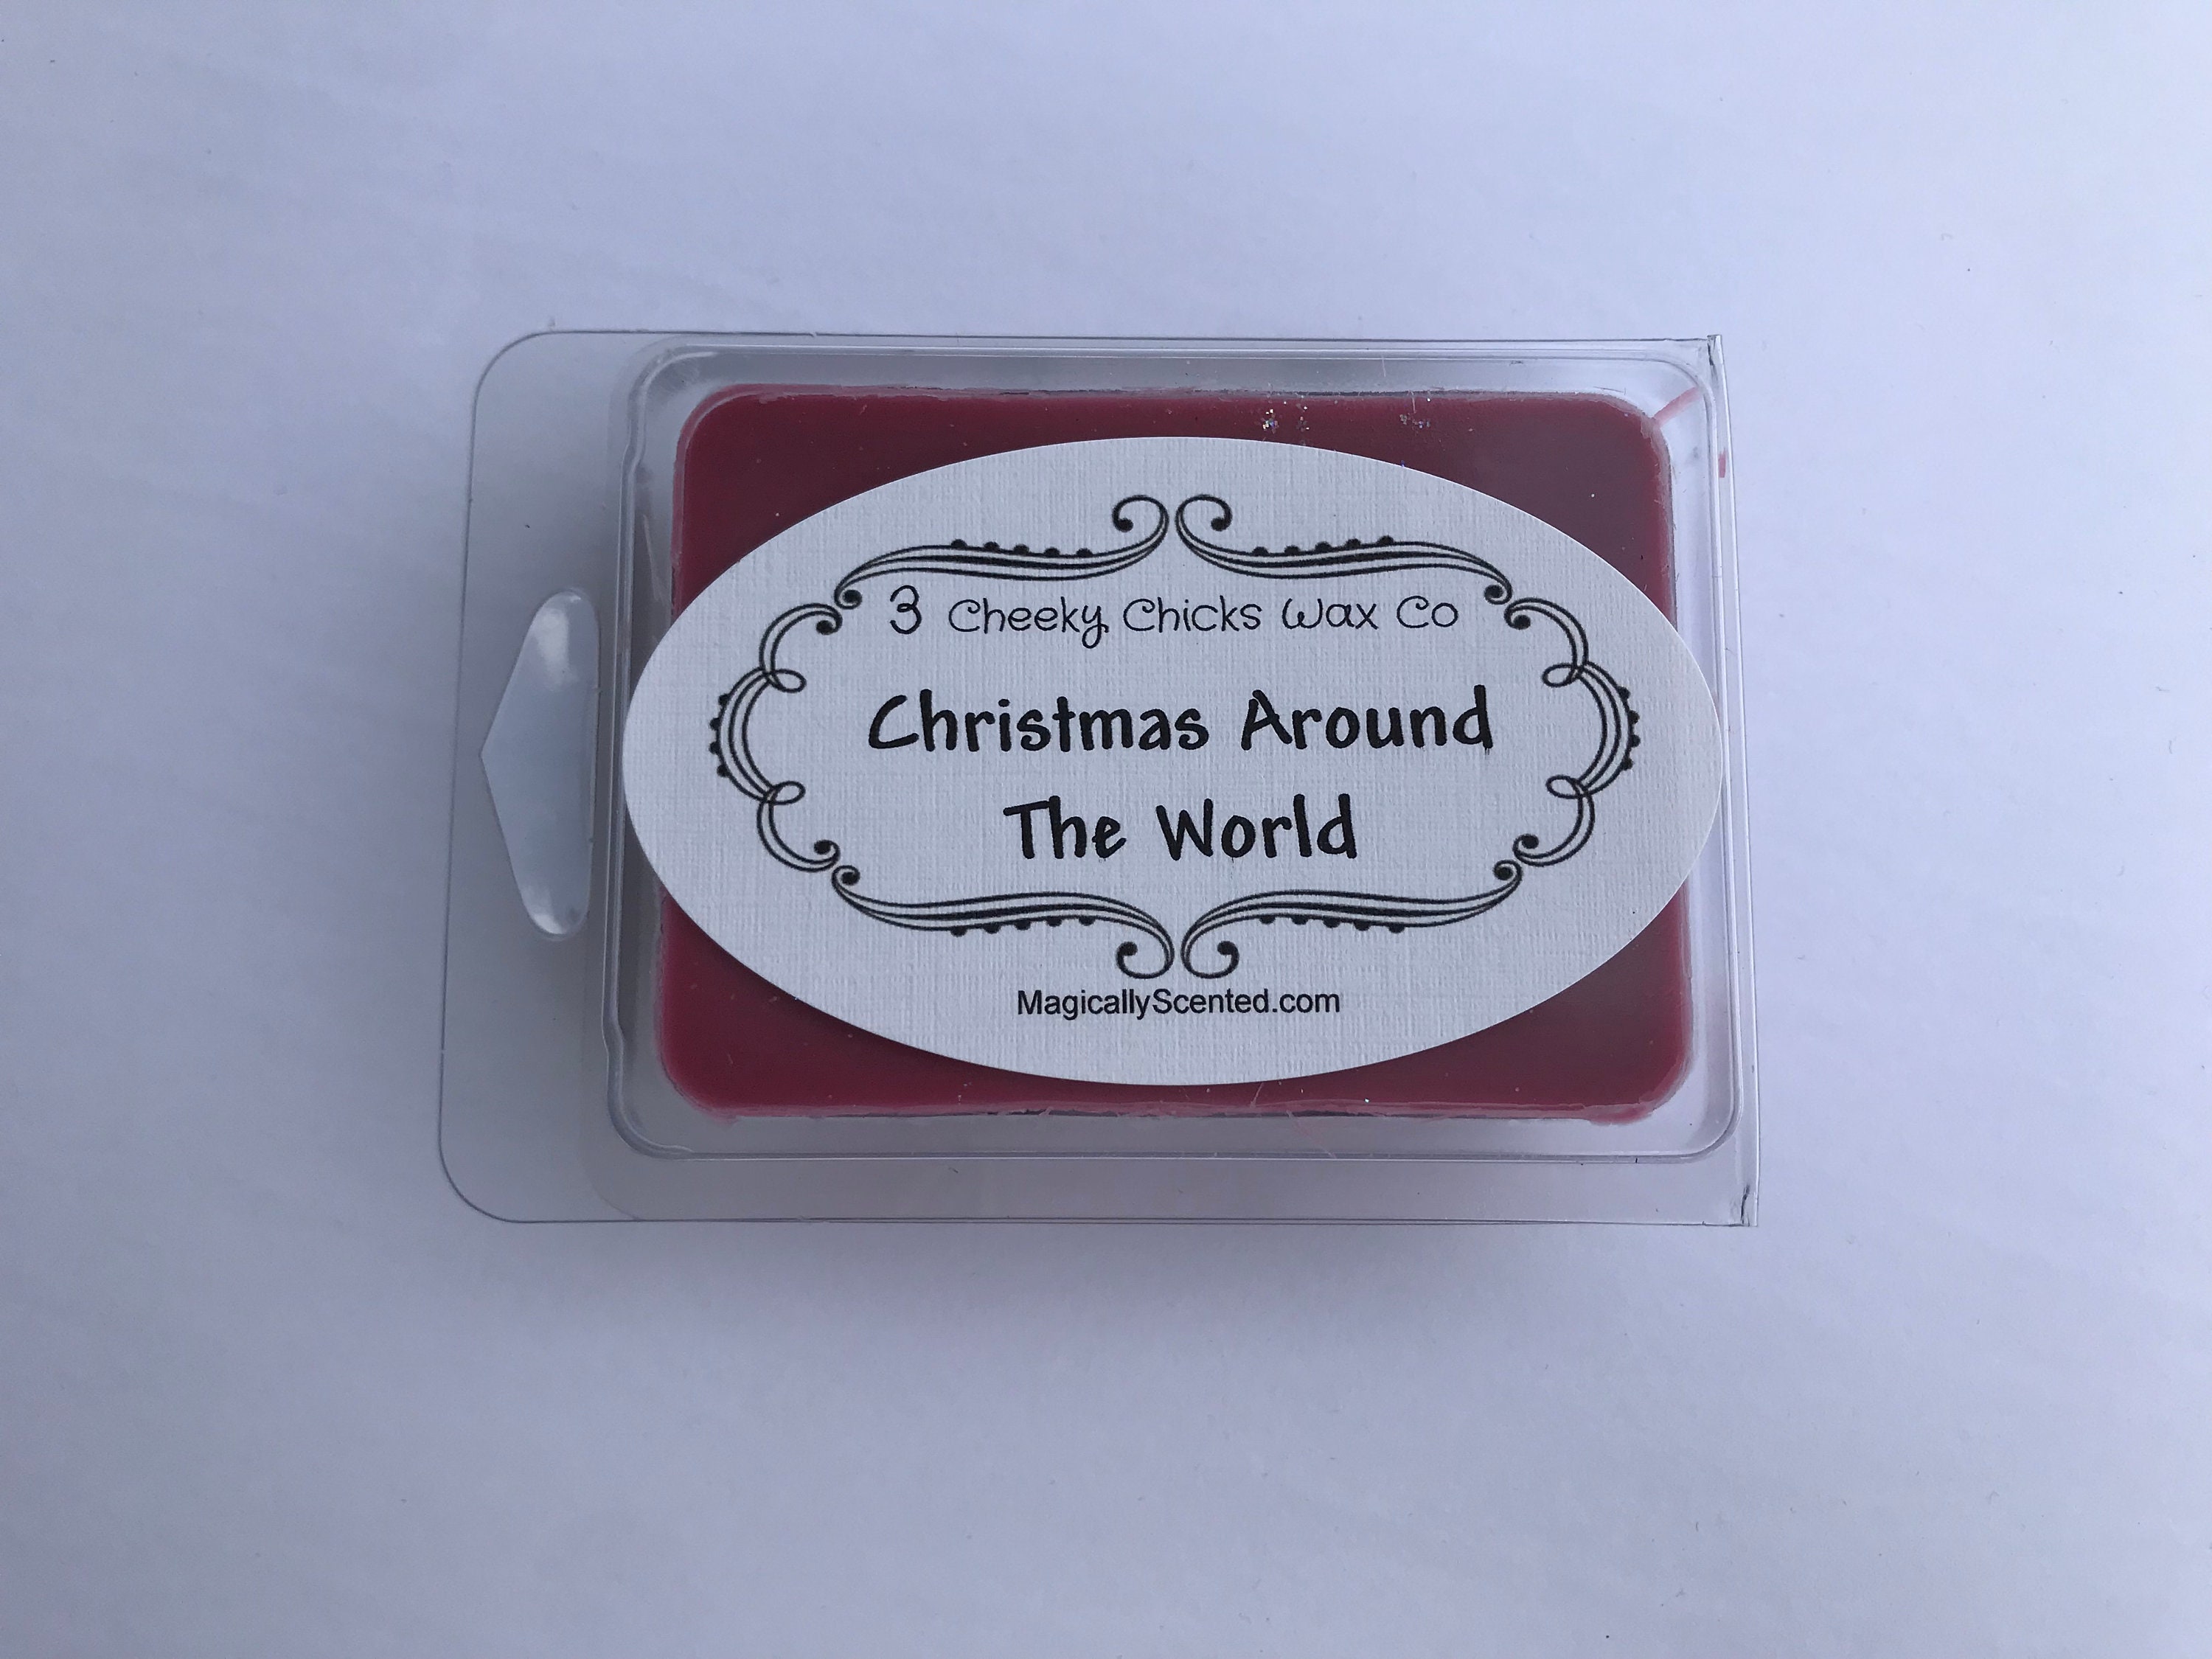 3 Cheeky Chicks Wax Co
Christmas Around
The World
MagicallyScented.com